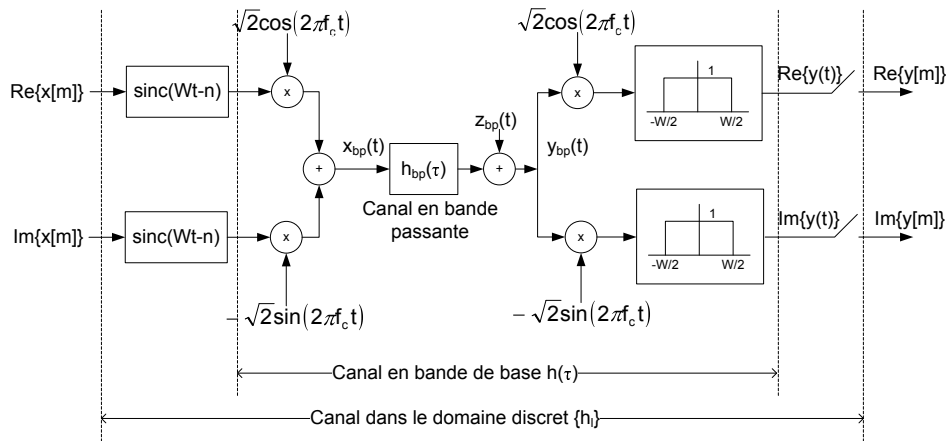 √2cos(2πf_c t)
√2cos(2πf_c t)
Re{x[m]}
sinc(Wt-n)
x
x
1
-W/2
W/2
Re{y(t)}
Re{y[m]}
z_bp(t)
x_bp(t)
y_bp(t)
+
h_bp(τ)
+
Canal en bande
passante
Im{x[m]}
sinc(Wt-n)
x
x
1
-W/2
W/2
Im{y(t)}
Im{y[m]}
- √2sin(2πf_c t)
- √2sin(2πf_c t)
Canal en bande de base h(τ)
Canal dans le domaine discret {h_l}